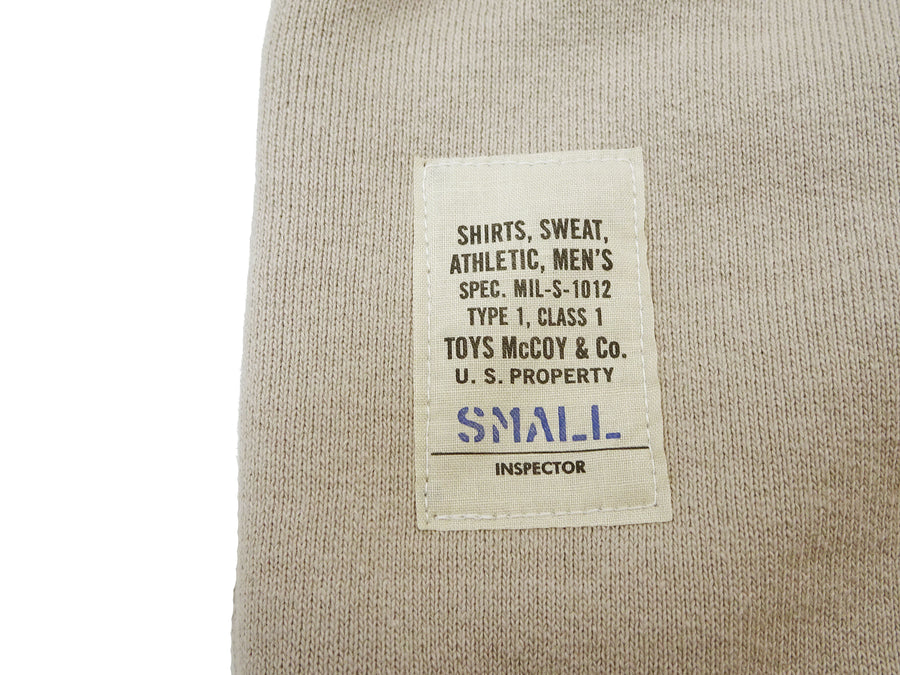 SHIRTS, SWEAT,
ATHLETIC, MEN'S
SPEC. MIL-S-1012
TYPE 1, CLASS 1
TOYS McCOY & Co.
U. S. PROPERTY
SMALL
INSPECTOR